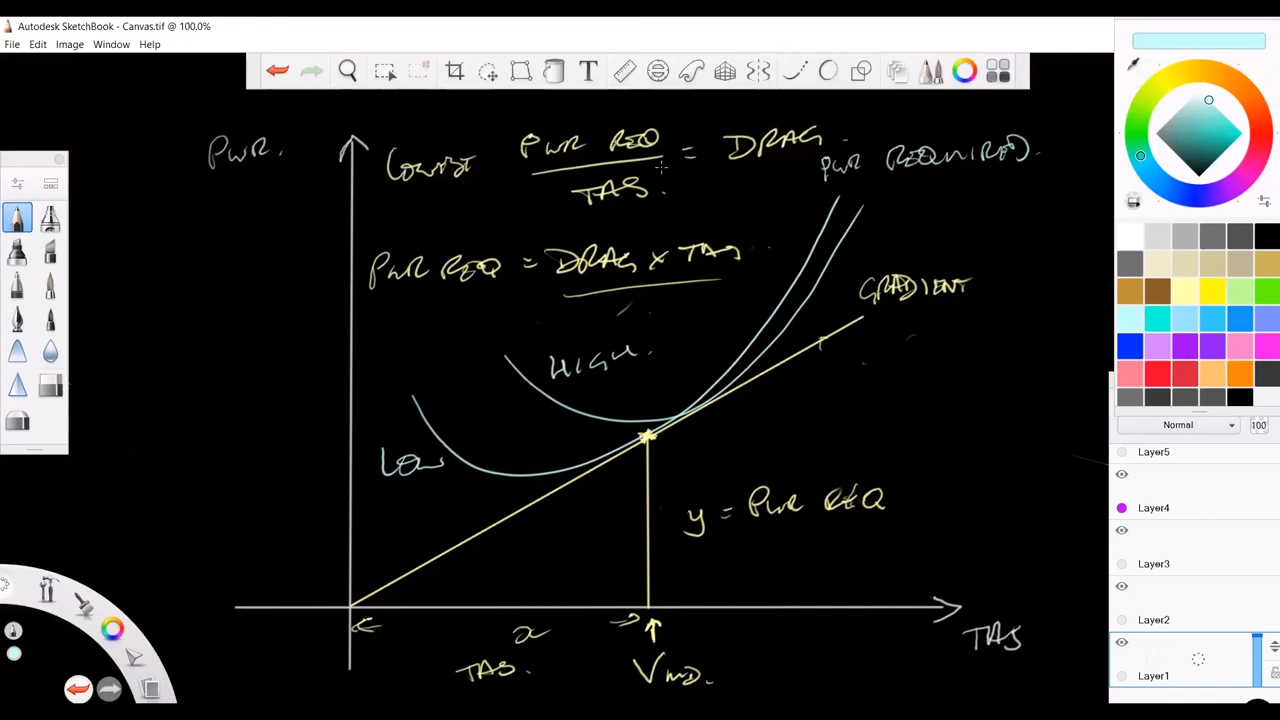 Autodesk SketchBook - Canvas.tif @ 100.0%
File Edit Image Window Help
PWR.
LOWEST PWR REQ = DRAG.
TAS.
PWR REQUIRED.
PWR REQ = DRAG x TAS
GRADIENT
HIGH.
LOW
y = PWR REQ
x
TAS.
VMD.
TAS
Normal
100
Layer5
Layer4
Layer3
Layer2
Layer1